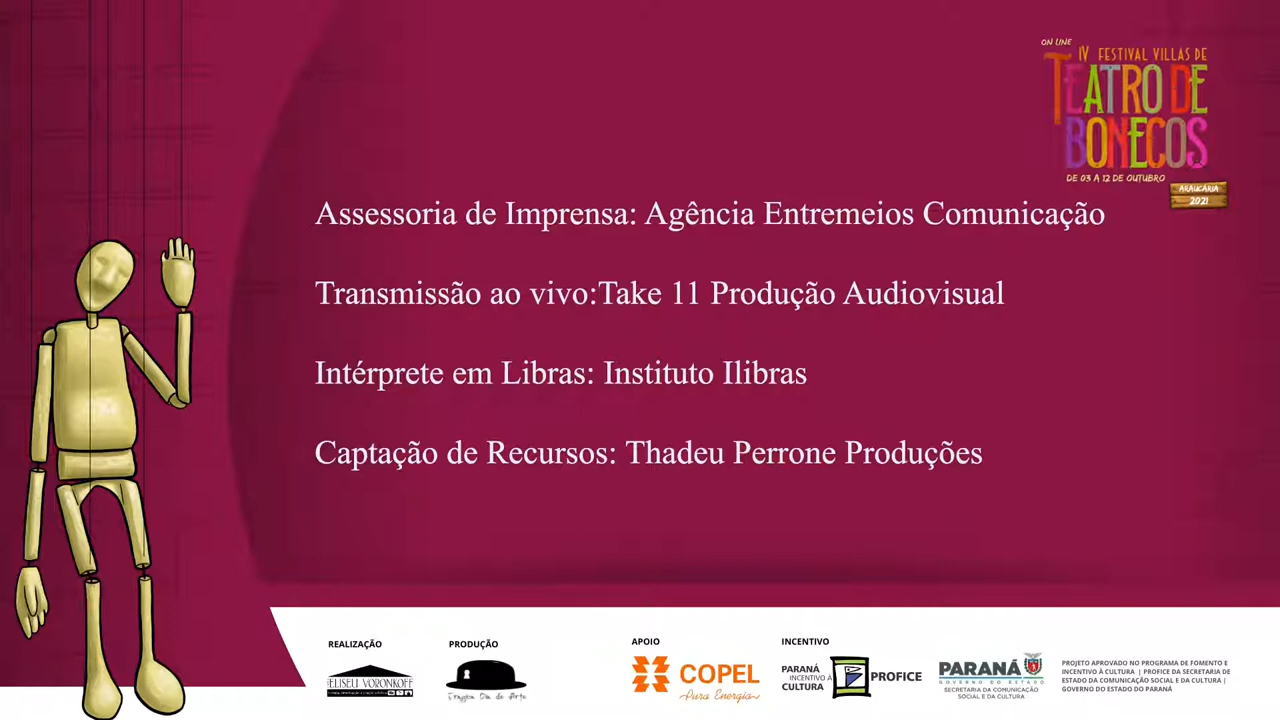 ON LINE
IV FESTIVAL VILLAS DE
TEATRO DE
BONECOS
DE 03 A 12 DE OUTUBRO
ARAUCÁRIA
2021
Assessoria de Imprensa: Agência Entremeios Comunicação
Transmissão ao vivo:Take 11 Produção Audiovisual
Intérprete em Libras: Instituto Ilibras
Captação de Recursos: Thadeu Perrone Produções
REALIZAÇÃO
ELISEU VORONKOFF
PRODUÇÃO
APOIO
COPEL
Pura Energia
INCENTIVO
PARANÁ
INCENTIVO À
CULTURA
PROFICE
PARANÁ
GOVERNO DO ESTADO
SECRETARIA DA COMUNICAÇÃO
SOCIAL E DA CULTURA
PROJETO APROVADO NO PROGRAMA DE FOMENTO E
INCENTIVO À CULTURA | PROFICE DA SECRETARIA DE
ESTADO DA COMUNICAÇÃO SOCIAL E DA CULTURA |
GOVERNO DO ESTADO DO PARANÁ